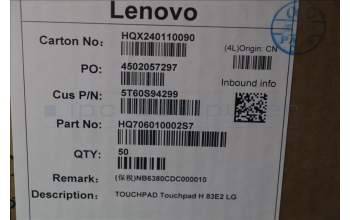 Lenovo
Carton No: HQX240110090
(4L)Origin: CN
PO: 4502057297
Inbound info
Cus P/N: 5T60S94299
Part No: HQ706010002S7
QTY: 50
Remark: (保税)NB6380CDC000010
Description: TOUCHPAD Touchpad H 83E2 LG